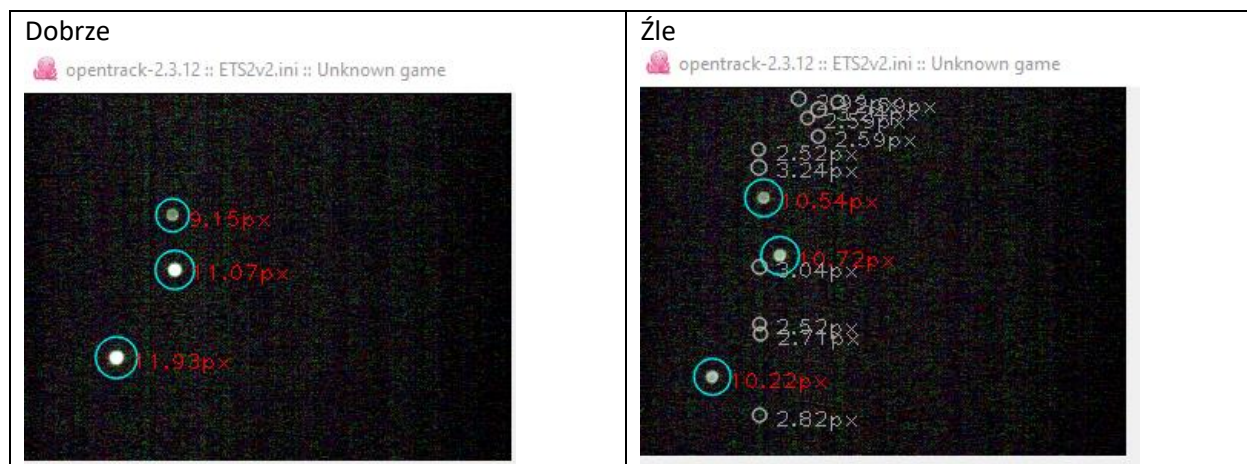 Dobrze
opentrack-2.3.12 :: ETS2v2.ini :: Unknown game
9.15px
11.07px
11.93px
Źle
opentrack-2.3.12 :: ETS2v2.ini :: Unknown game
2.59px
2.59px
2.52px
3.24px
10.54px
10.72px
3.04px
2.52px
2.71px
10.22px
2.82px